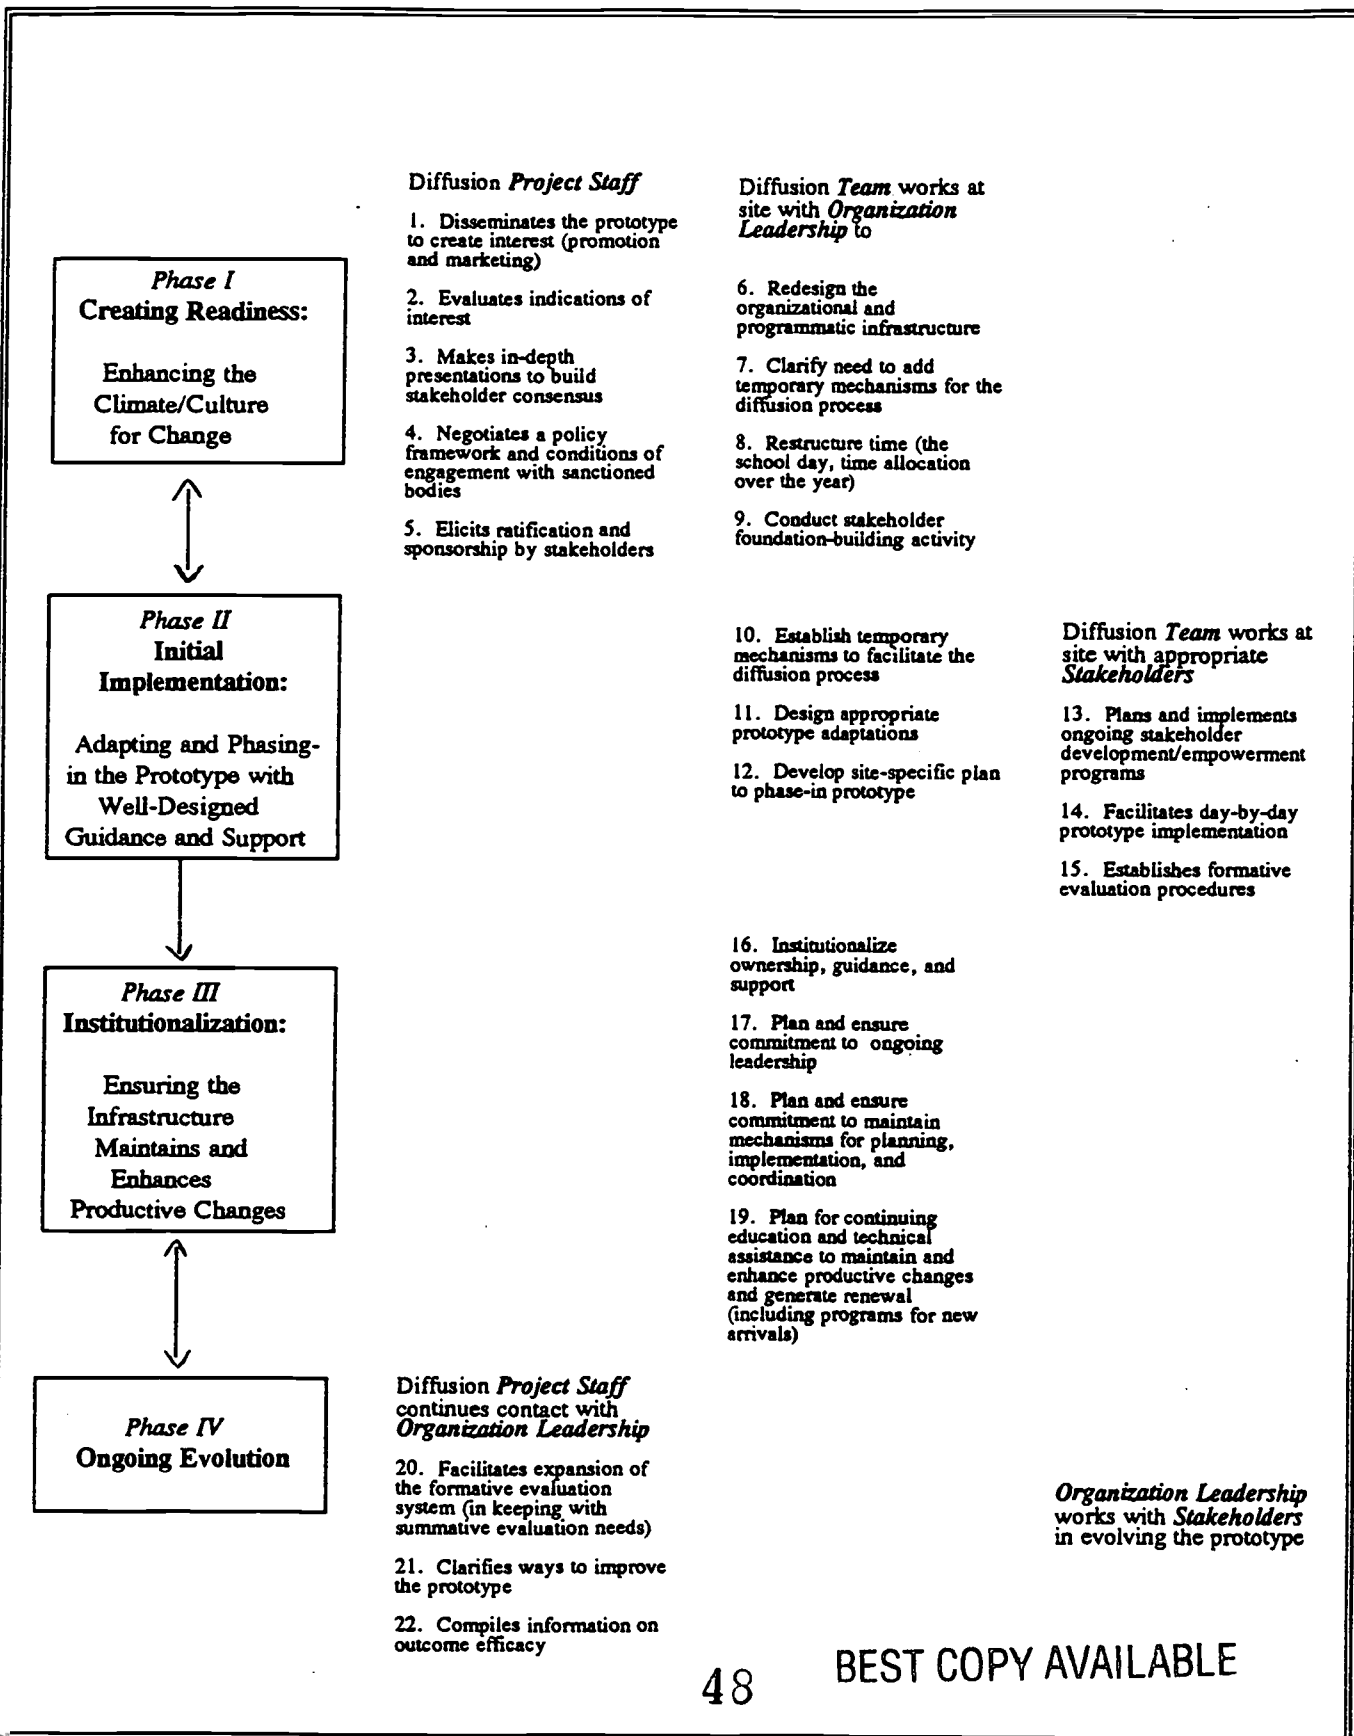 Phase I
Creating Readiness:
Enhancing the
Climate/Culture
for Change
Diffusion Project Staff
1. Disseminates the prototype
to create interest (promotion
and marketing)
2. Evaluates indications of
interest
3. Makes in-depth
presentations to build
stakeholder consensus
4. Negotiates a policy
framework and conditions of
engagement with sanctioned
bodies
5. Elicits ratification and
sponsorship by stakeholders
Diffusion Team works at
site with Organization
Leadership to
6. Redesign the
organizational and
programmatic infrastructure
7. Clarify need to add
temporary mechanisms for the
diffusion process
8. Restructure time (the
school day, time allocation
over the year)
9. Conduct stakeholder
foundation-building activity
Phase II
Initial
Implementation:
Adapting and Phasing-
in the Prototype with
Well-Designed
Guidance and Support
10. Establish temporary
mechanisms to facilitate the
diffusion process
11. Design appropriate
prototype adaptations
12. Develop site-specific plan
to phase-in prototype
Diffusion Team works at
site with appropriate
Stakeholders
13. Plans and implements
ongoing stakeholder
development/empowerment
programs
14. Facilitates day-by-day
prototype implementation
15. Establishes formative
evaluation procedures
Phase III
Institutionalization:
Ensuring the
Infrastructure
Maintains and
Enhances
Productive Changes
16. Institutionalize
ownership, guidance, and
support
17. Plan and ensure
commitment to ongoing
leadership
18. Plan and ensure
commitment to maintain
mechanisms for planning,
implementation, and
coordination
19. Plan for continuing
education and technical
assistance to maintain and
enhance productive changes
and generate renewal
(including programs for new
arrivals)
Phase IV
Ongoing Evolution
Diffusion Project Staff
continues contact with
Organization Leadership
20. Facilitates expansion of
the formative evaluation
system (in keeping with
summative evaluation needs)
21. Clarifies ways to improve
the prototype
22. Compiles information on
outcome efficacy
Organization Leadership
works with Stakeholders
in evolving the prototype
48
BEST COPY AVAILABLE